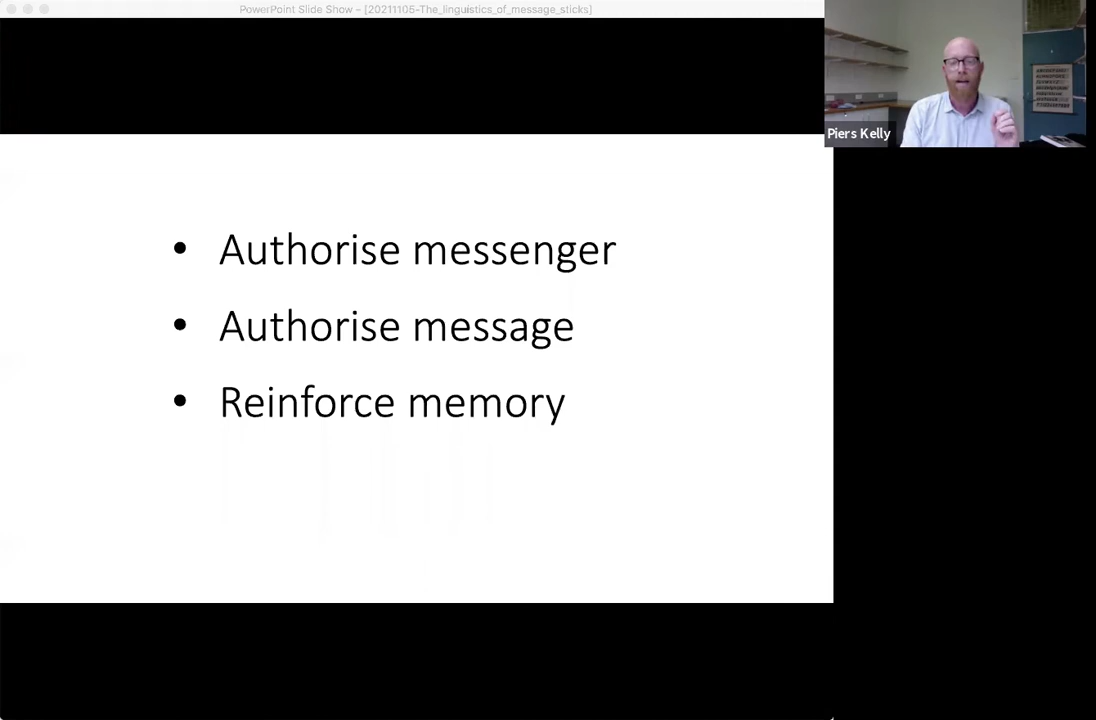 PowerPoint Slide Show – [20211105-The_linguistics_of_message_sticks]
Piers Kelly
• Authorise messenger
• Authorise message
• Reinforce memory